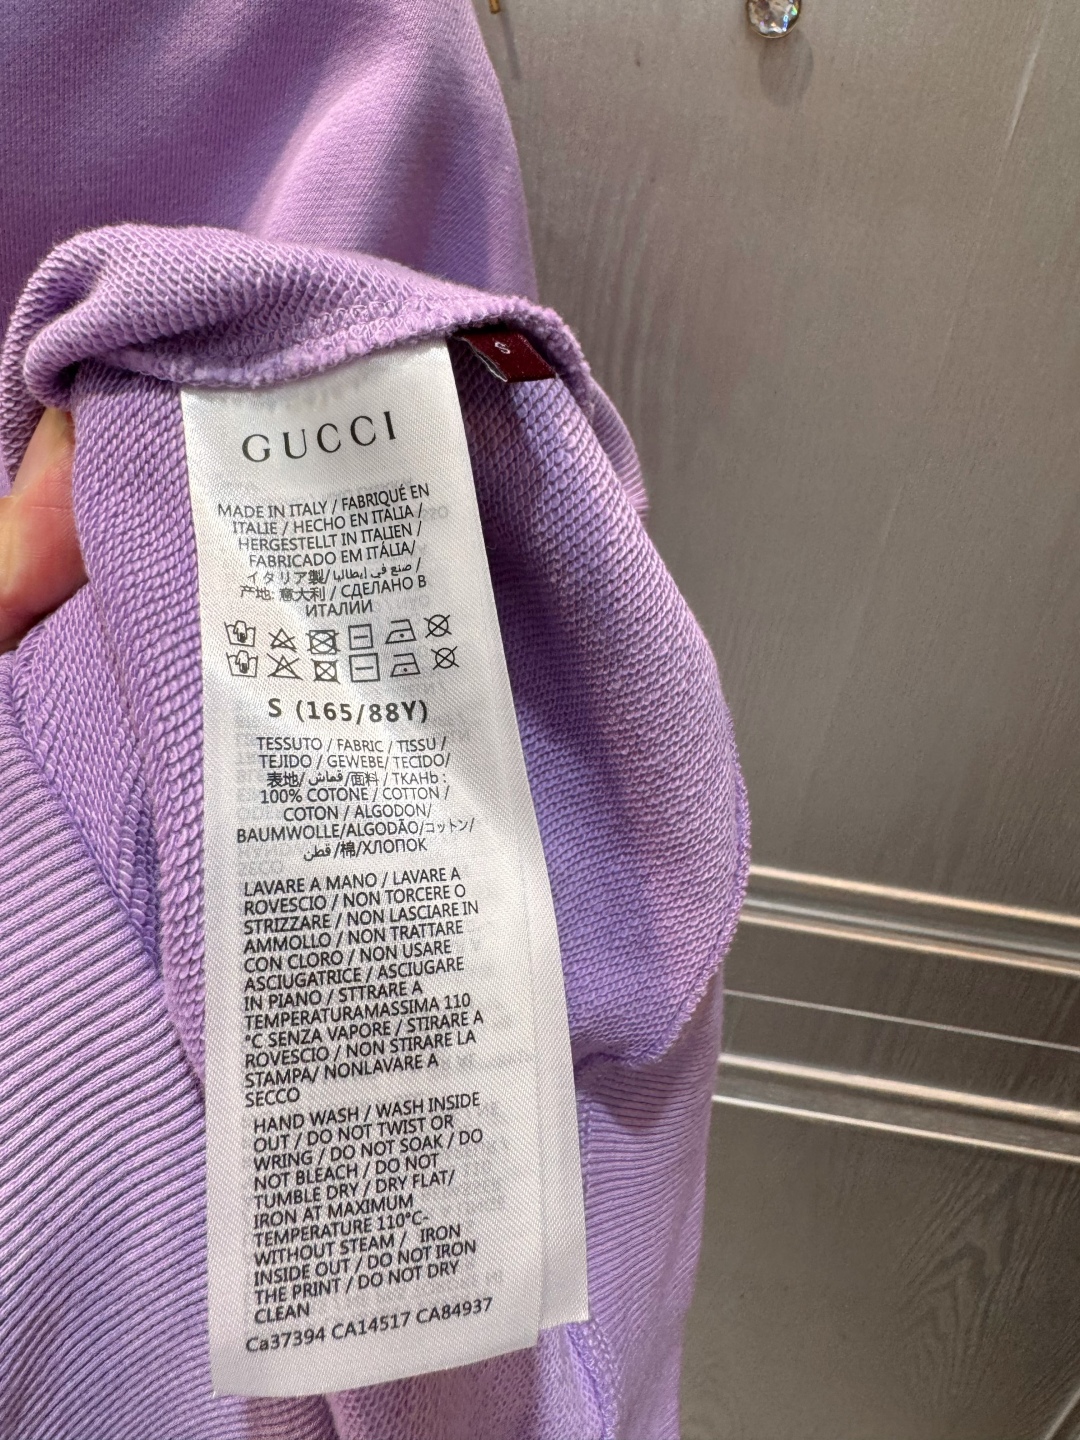 S
GUCCI
MADE IN ITALY / FABRIQUÉ EN
ITALIE / HECHO EN ITALIA /
HERGESTELLT IN ITALIEN /
FABRICADO EM ITÁLIA/
イタリア製/ صنع في إيطاليا /
产地: 意大利 / СДЕЛАНО В
ИТАЛИИ
S (165/88Y)
TESSUTO / FABRIC / TISSU /
TEJIDO / GEWEBE/ TECIDO/
表地/ قماش /面料 / ТКАНЬ :
100% COTONE / COTTON /
COTON / ALGODON/
BAUMWOLLE/ALGODÃO/コットン/
قطن /棉/ХЛОПОК
LAVARE A MANO / LAVARE A
ROVESCIO / NON TORCERE O
STRIZZARE / NON LASCIARE IN
AMMOLLO / NON TRATTARE
CON CLORO / NON USARE
ASCIUGATRICE / ASCIUGARE
IN PIANO / STTRARE A
TEMPERATURAMASSIMA 110
°C SENZA VAPORE / STIRARE A
ROVESCIO / NON STIRARE LA
STAMPA/ NONLAVARE A
SECCO
HAND WASH / WASH INSIDE
OUT / DO NOT TWIST OR
WRING / DO NOT SOAK / DO
NOT BLEACH / DO NOT
TUMBLE DRY / DRY FLAT/
IRON AT MAXIMUM
TEMPERATURE 110°C-
WITHOUT STEAM / IRON
INSIDE OUT / DO NOT IRON
THE PRINT / DO NOT DRY
CLEAN
Ca37394 CA14517 CA84937